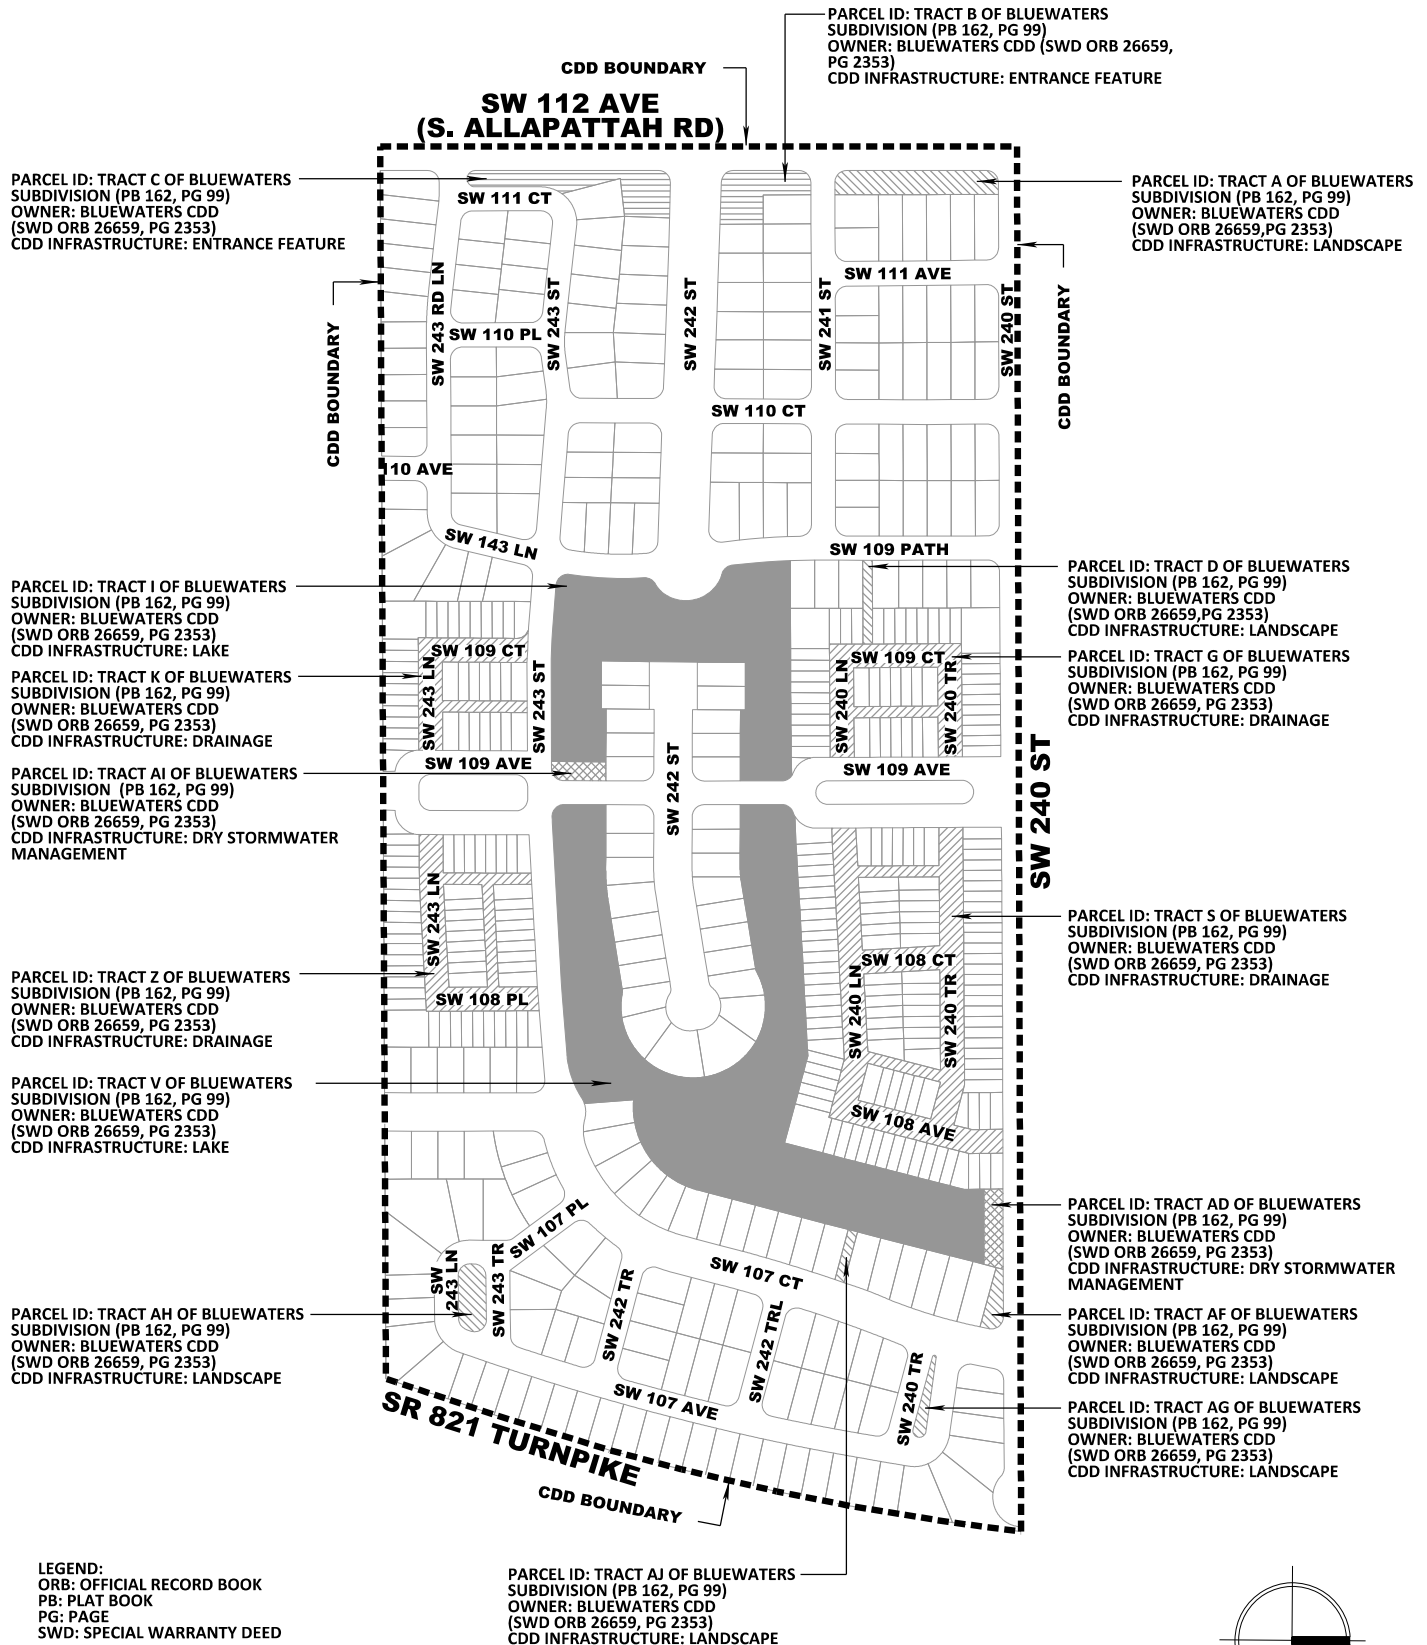 PARCEL ID: TRACT B OF BLUEWATERS
SUBDIVISION (PB 162, PG 99)
OWNER: BLUEWATERS CDD (SWD ORB 26659,
PG 2353)
CDD INFRASTRUCTURE: ENTRANCE FEATURE
CDD BOUNDARY
SW 112 AVE
(S. ALLAPATTAH RD)
PARCEL ID: TRACT C OF BLUEWATERS
SUBDIVISION (PB 162, PG 99)
OWNER: BLUEWATERS CDD
(SWD ORB 26659, PG 2353)
CDD INFRASTRUCTURE: ENTRANCE FEATURE
PARCEL ID: TRACT A OF BLUEWATERS
SUBDIVISION (PB 162, PG 99)
OWNER: BLUEWATERS CDD
(SWD ORB 26659,PG 2353)
CDD INFRASTRUCTURE: LANDSCAPE
SW 111 CT
SW 111 AVE
SW 243 RD LN
SW 243 ST
SW 242 ST
SW 241 ST
SW 240 ST
CDD BOUNDARY
CDD BOUNDARY
SW 110 PL
SW 110 CT
110 AVE
SW 143 LN
SW 109 PATH
PARCEL ID: TRACT I OF BLUEWATERS
SUBDIVISION (PB 162, PG 99)
OWNER: BLUEWATERS CDD
(SWD ORB 26659, PG 2353)
CDD INFRASTRUCTURE: LAKE
PARCEL ID: TRACT D OF BLUEWATERS
SUBDIVISION (PB 162, PG 99)
OWNER: BLUEWATERS CDD
(SWD ORB 26659,PG 2353)
CDD INFRASTRUCTURE: LANDSCAPE
PARCEL ID: TRACT K OF BLUEWATERS
SUBDIVISION (PB 162, PG 99)
OWNER: BLUEWATERS CDD
(SWD ORB 26659, PG 2353)
CDD INFRASTRUCTURE: DRAINAGE
PARCEL ID: TRACT G OF BLUEWATERS
SUBDIVISION (PB 162, PG 99)
OWNER: BLUEWATERS CDD
(SWD ORB 26659, PG 2353)
CDD INFRASTRUCTURE: DRAINAGE
SW 109 CT
SW 109 CT
SW 243 LN
SW 243 ST
SW 240 LN
SW 240 TR
SW 109 AVE
SW 109 AVE
SW 242 ST
SW 240 ST
PARCEL ID: TRACT AI OF BLUEWATERS
SUBDIVISION (PB 162, PG 99)
OWNER: BLUEWATERS CDD
(SWD ORB 26659, PG 2353)
CDD INFRASTRUCTURE: DRY STORMWATER
MANAGEMENT
SW 243 LN
PARCEL ID: TRACT S OF BLUEWATERS
SUBDIVISION (PB 162, PG 99)
OWNER: BLUEWATERS CDD
(SWD ORB 26659, PG 2353)
CDD INFRASTRUCTURE: DRAINAGE
SW 108 CT
SW 240 LN
SW 240 TR
PARCEL ID: TRACT Z OF BLUEWATERS
SUBDIVISION (PB 162, PG 99)
OWNER: BLUEWATERS CDD
(SWD ORB 26659, PG 2353)
CDD INFRASTRUCTURE: DRAINAGE
SW 108 PL
PARCEL ID: TRACT V OF BLUEWATERS
SUBDIVISION (PB 162, PG 99)
OWNER: BLUEWATERS CDD
(SWD ORB 26659, PG 2353)
CDD INFRASTRUCTURE: LAKE
SW 108 AVE
PARCEL ID: TRACT AD OF BLUEWATERS
SUBDIVISION (PB 162, PG 99)
OWNER: BLUEWATERS CDD
(SWD ORB 26659, PG 2353)
CDD INFRASTRUCTURE: DRY STORMWATER
MANAGEMENT
SW 107 PL
SW
243 LN
SW 243 TR
SW 107 CT
SW 242 TR
SW 242 TRL
PARCEL ID: TRACT AH OF BLUEWATERS
SUBDIVISION (PB 162, PG 99)
OWNER: BLUEWATERS CDD
(SWD ORB 26659, PG 2353)
CDD INFRASTRUCTURE: LANDSCAPE
PARCEL ID: TRACT AF OF BLUEWATERS
SUBDIVISION (PB 162, PG 99)
OWNER: BLUEWATERS CDD
(SWD ORB 26659, PG 2353)
CDD INFRASTRUCTURE: LANDSCAPE
SW 240 TR
SW 107 AVE
SR 821 TURNPIKE
PARCEL ID: TRACT AG OF BLUEWATERS
SUBDIVISION (PB 162, PG 99)
OWNER: BLUEWATERS CDD
(SWD ORB 26659, PG 2353)
CDD INFRASTRUCTURE: LANDSCAPE
CDD BOUNDARY
LEGEND:
ORB: OFFICIAL RECORD BOOK
PB: PLAT BOOK
PG: PAGE
SWD: SPECIAL WARRANTY DEED
PARCEL ID: TRACT AJ OF BLUEWATERS
SUBDIVISION (PB 162, PG 99)
OWNER: BLUEWATERS CDD
(SWD ORB 26659, PG 2353)
CDD INFRASTRUCTURE: LANDSCAPE